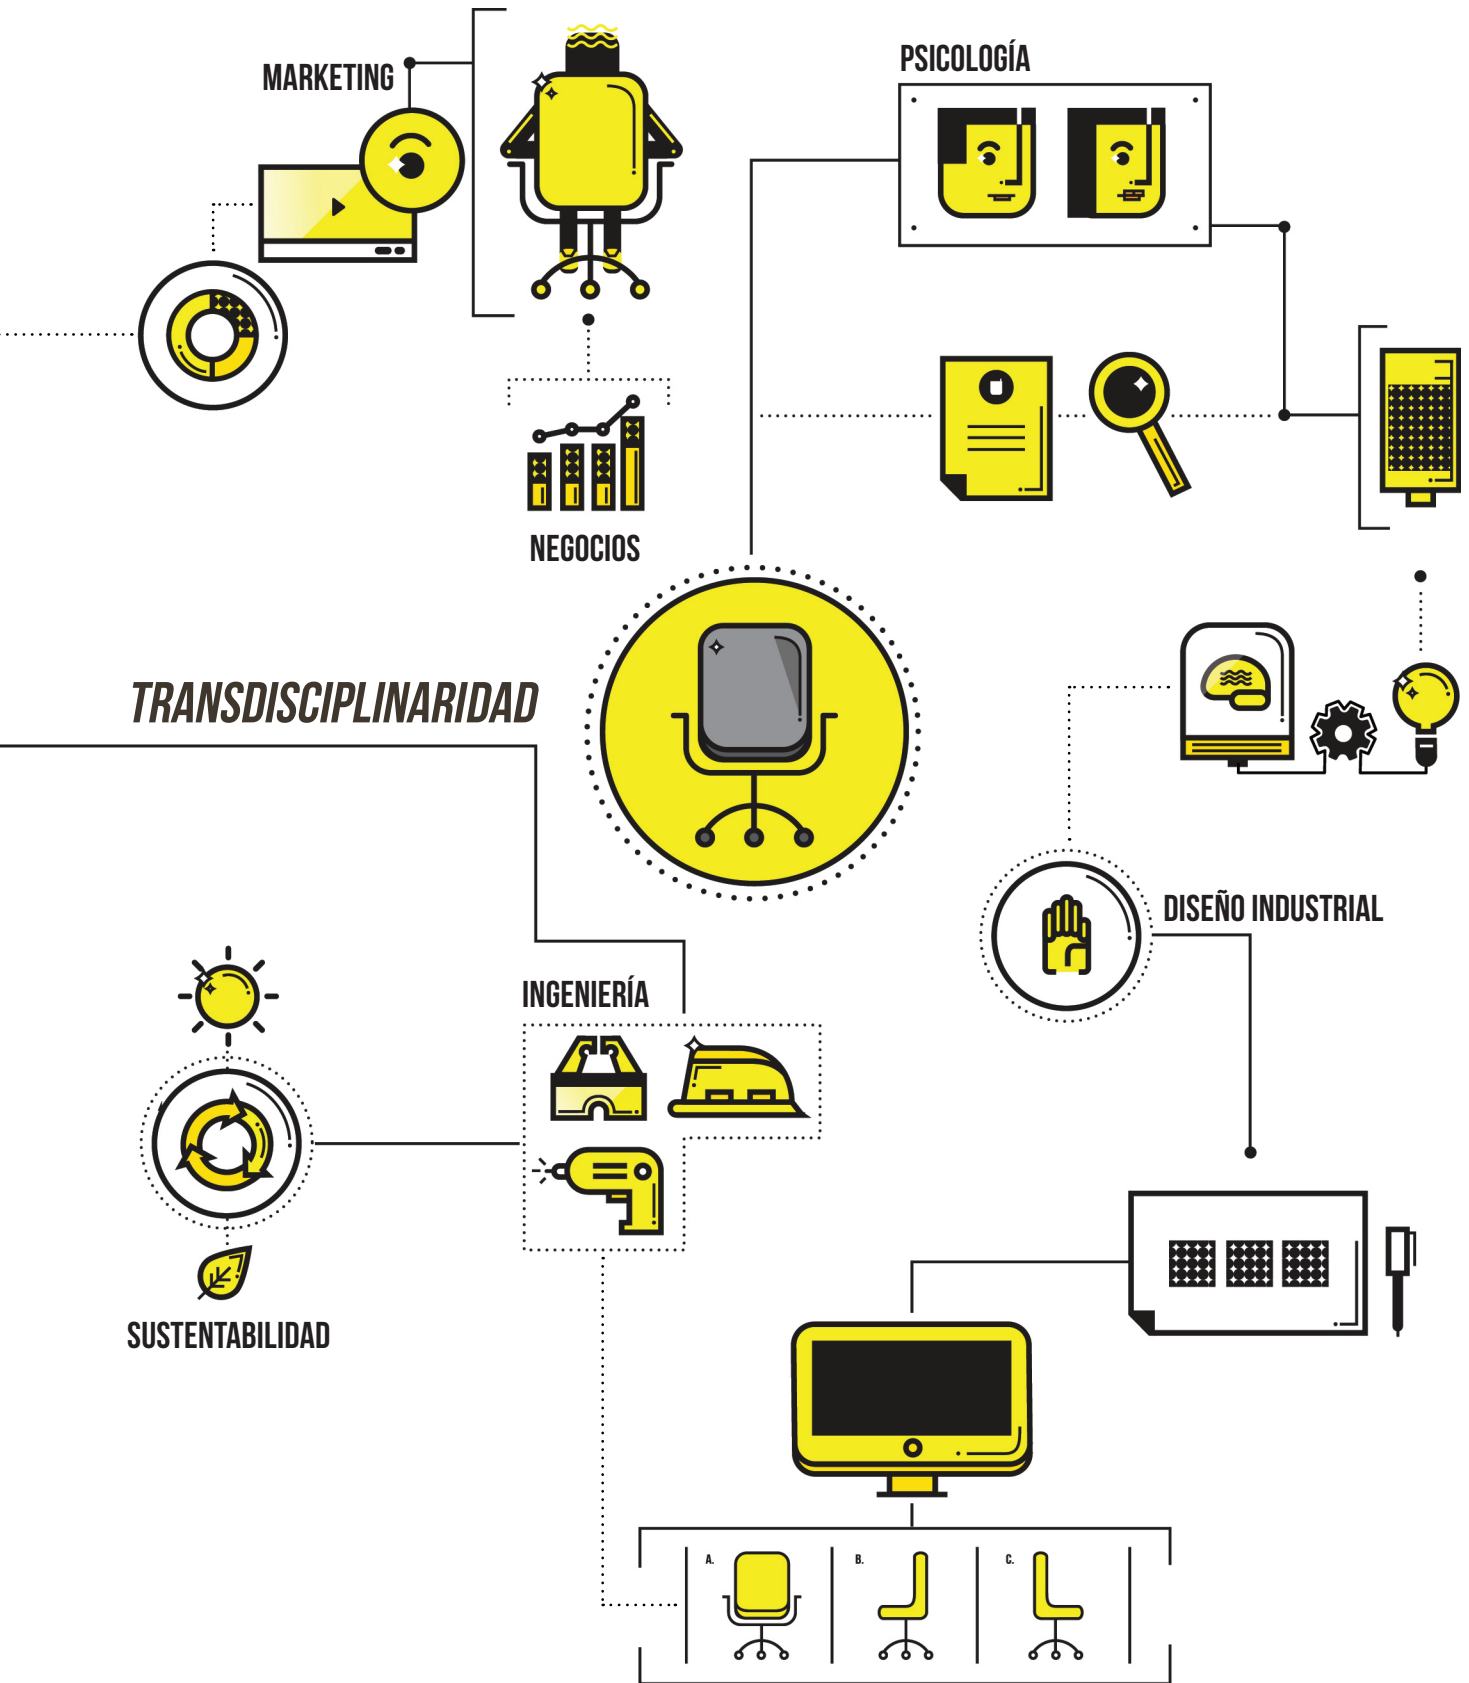 PSICOLOGÍA
MARKETING
NEGOCIOS
TRANSDISCIPLINARIDAD
DISEÑO INDUSTRIAL
INGENIERÍA
SUSTENTABILIDAD
A.
B.
C.